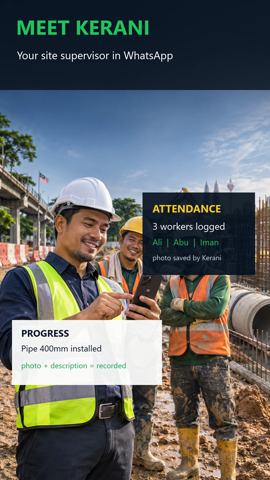 MEET KERANI
Your site supervisor in WhatsApp
ATTENDANCE
3 workers logged
Ali | Abu | Iman
photo saved by Kerani
PROGRESS
Pipe 400mm installed
photo + description = recorded